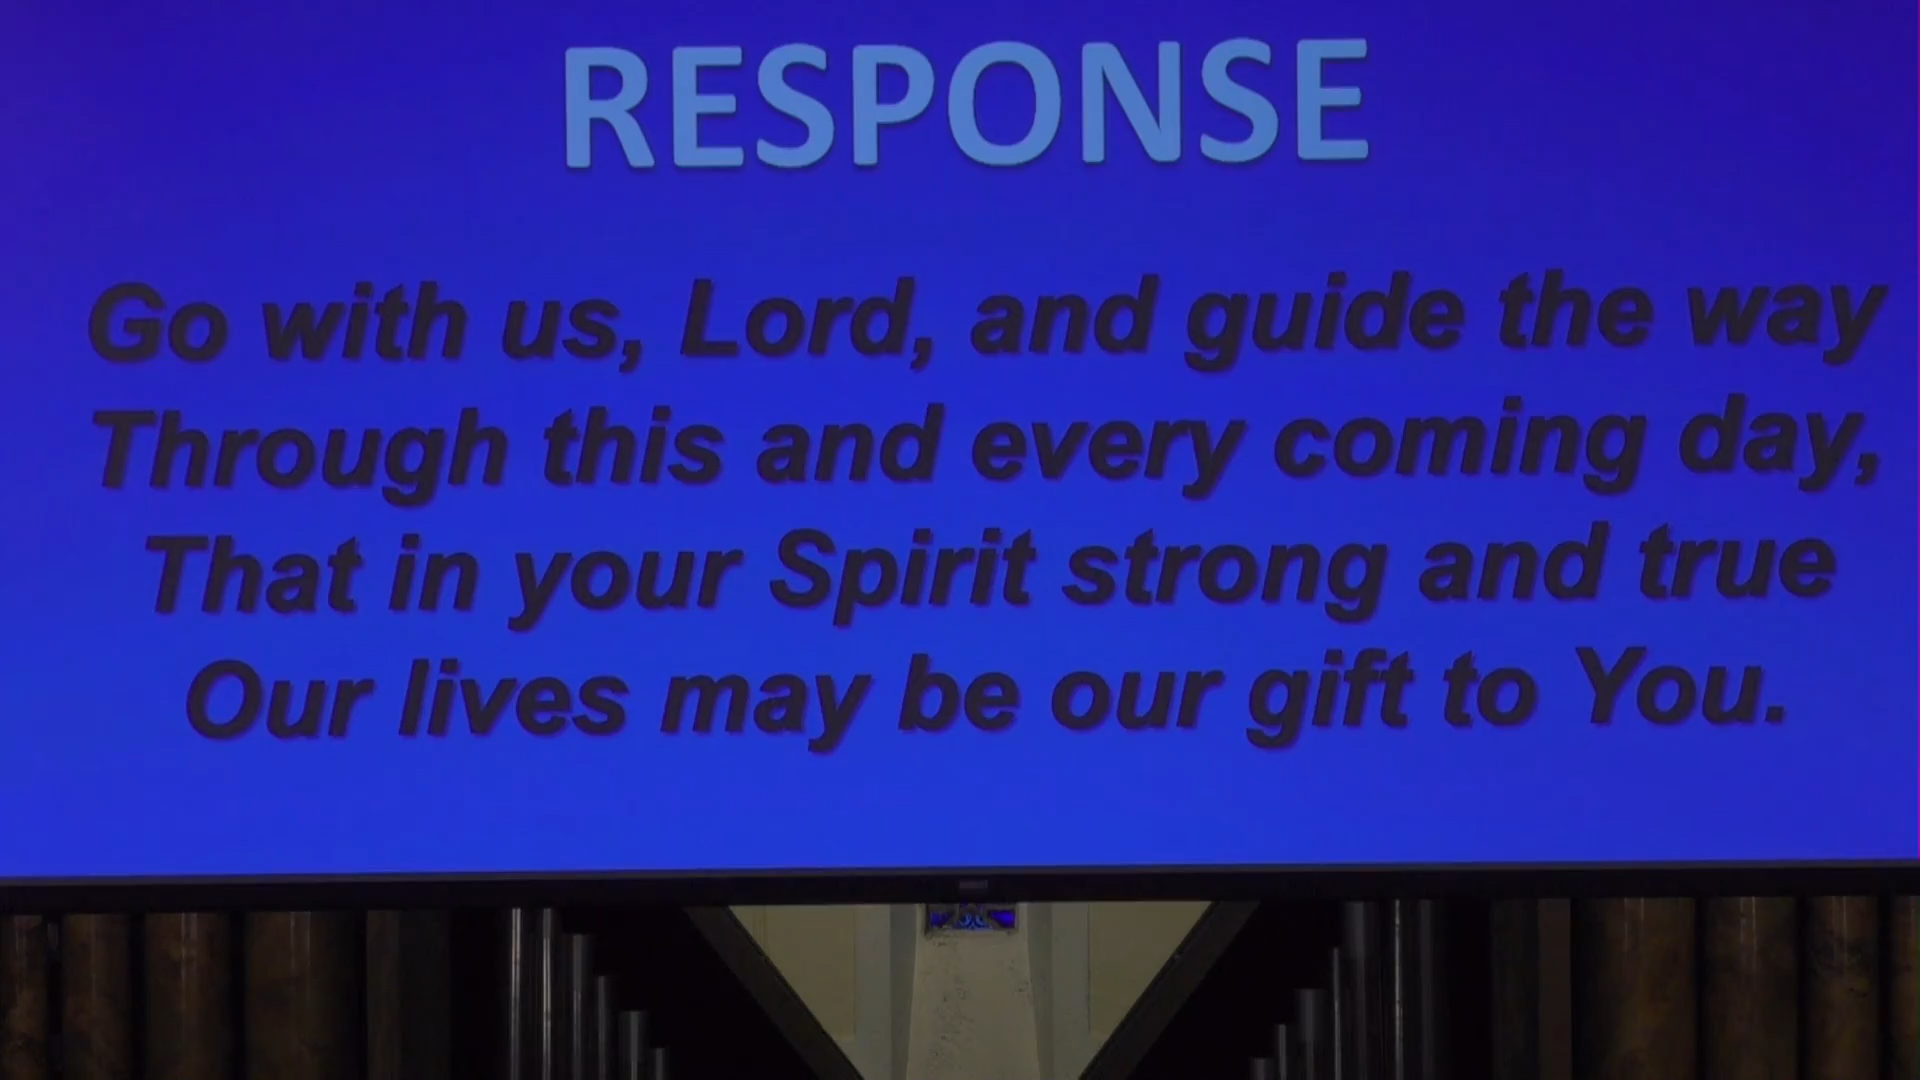 RESPONSE
Go with us, Lord, and guide the way
Through this and every coming day,
That in your Spirit strong and true
Our lives may be our gift to You.